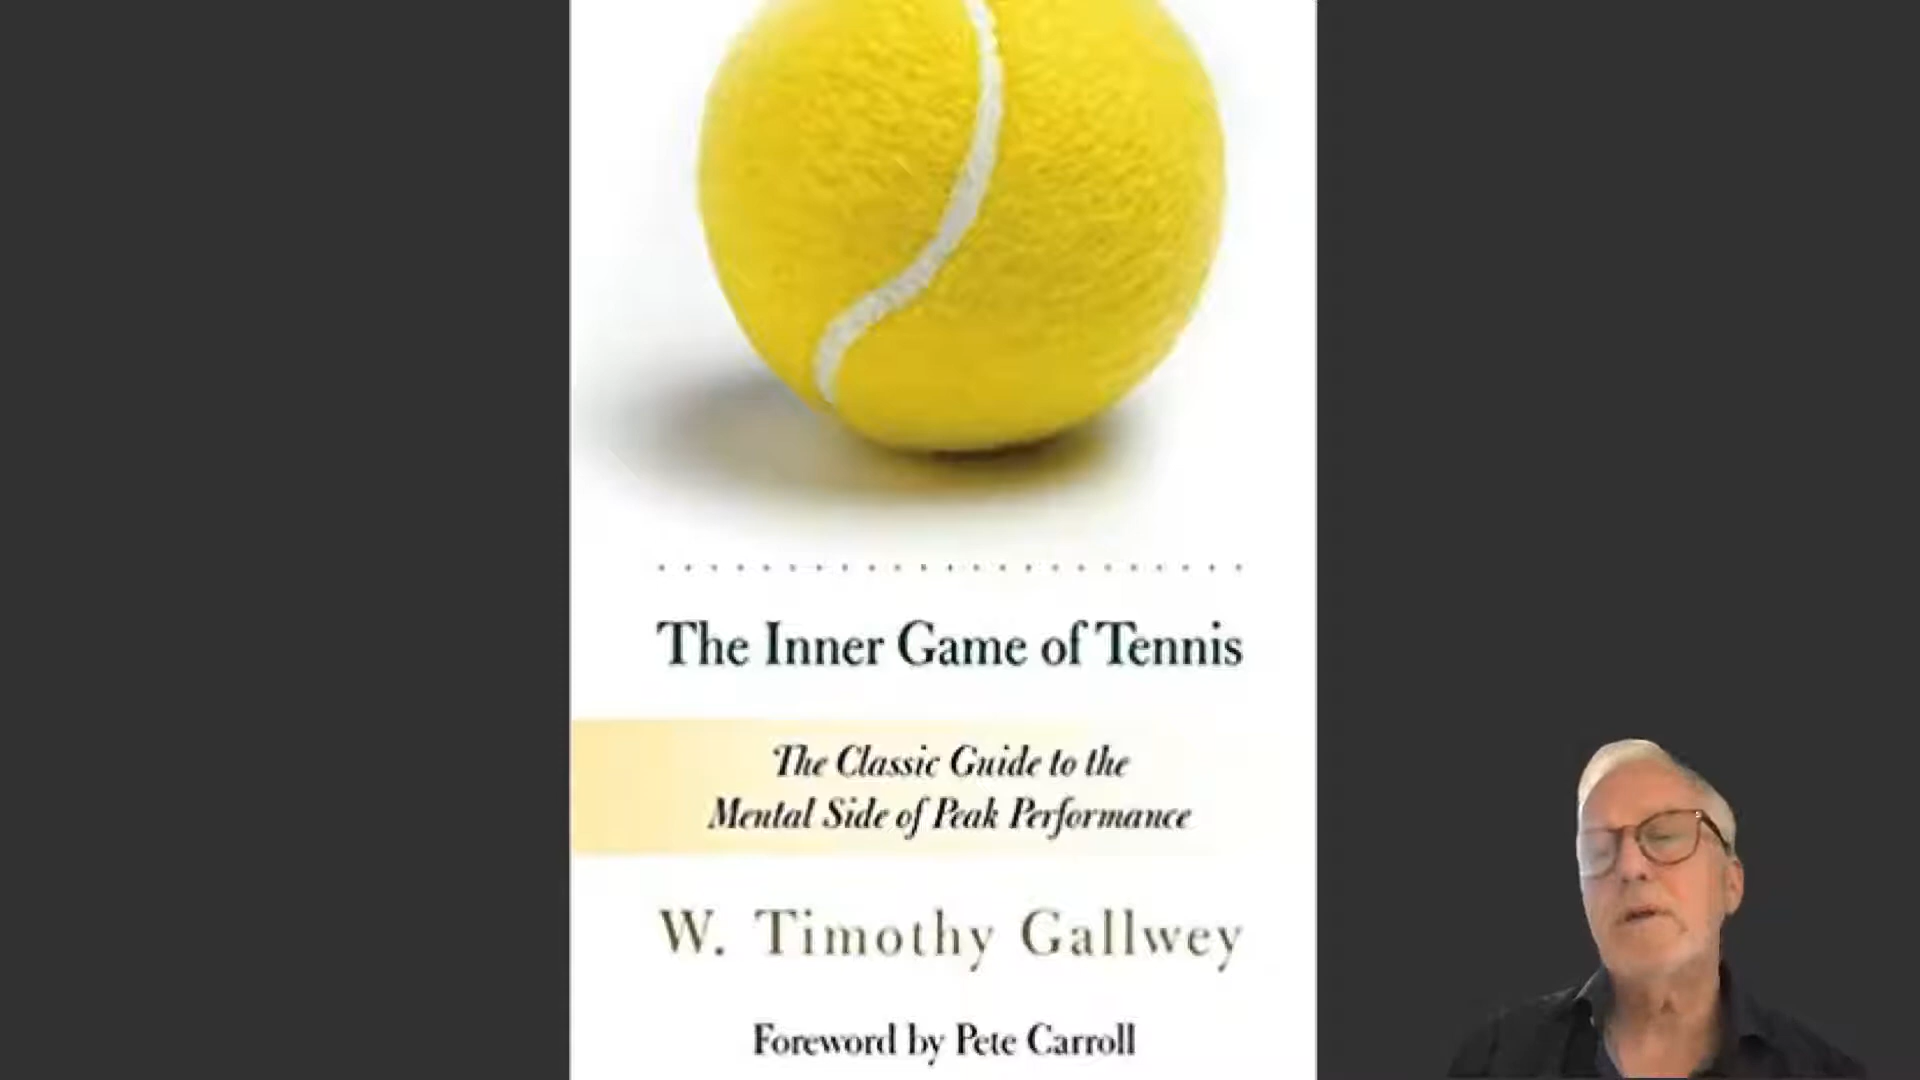 The Inner Game of Tennis
The Classic Guide to the
Mental Side of Peak Performance
W. Timothy Gallwey
Foreword by Pete Carroll